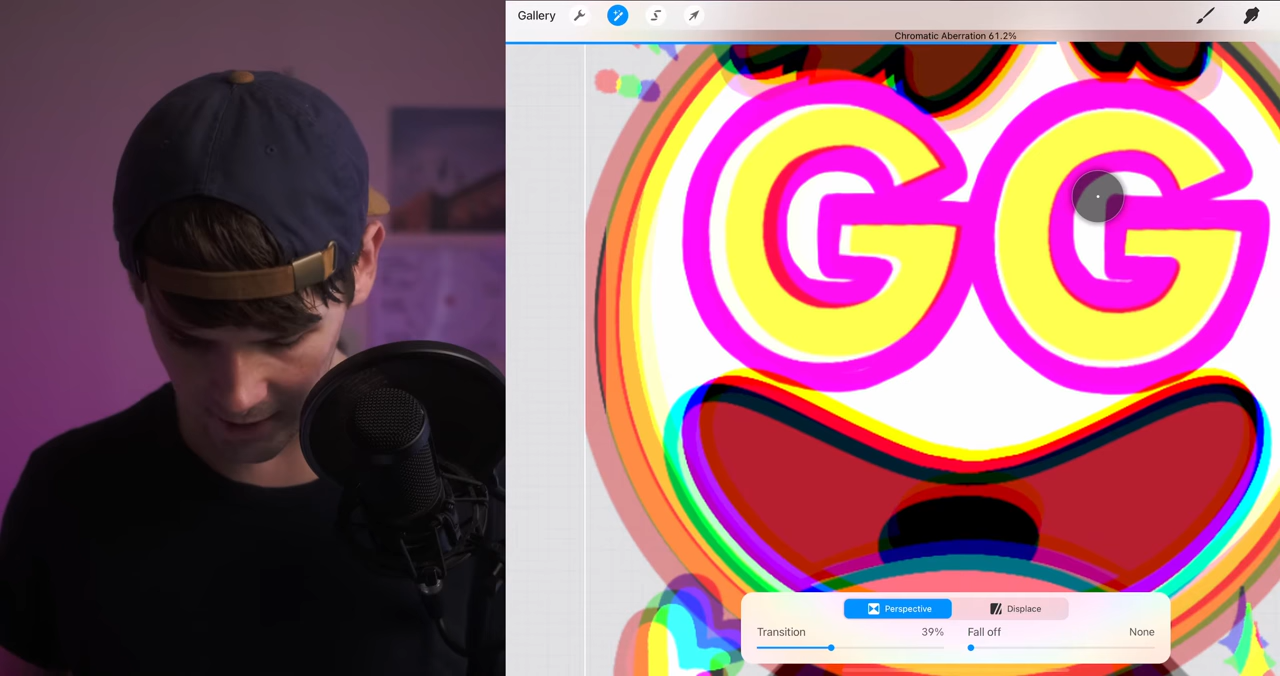 Gallery
Chromatic Aberration 61.2%
GG
Perspective
Displace
Transition 39%
Fall off None